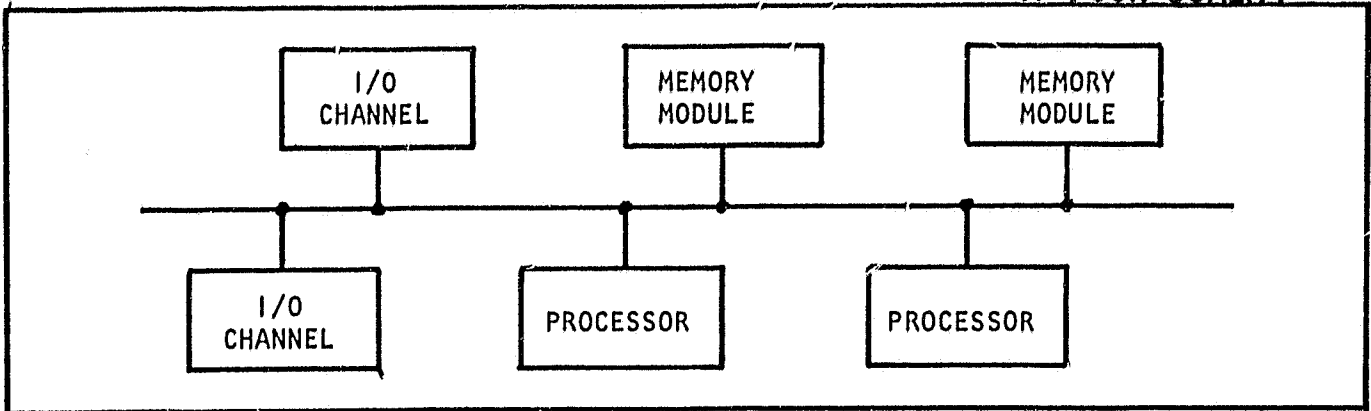 I/O
CHANNEL
MEMORY
MODULE
MEMORY
MODULE
I/O
CHANNEL
PROCESSOR
PROCESSOR